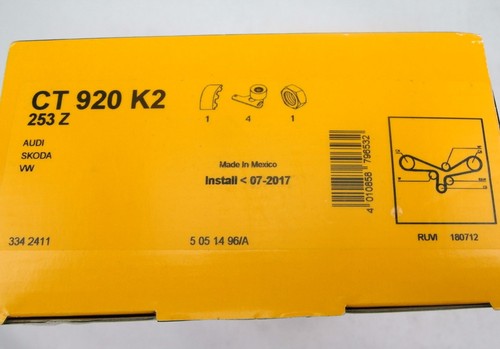 CT 920 K2
253 Z
1 4 1
AUDI
SKODA
VW
Made In Mexico
Install < 07-2017
4 010858 796532
334 2411
5 05 14 96/A
RUVI 180712